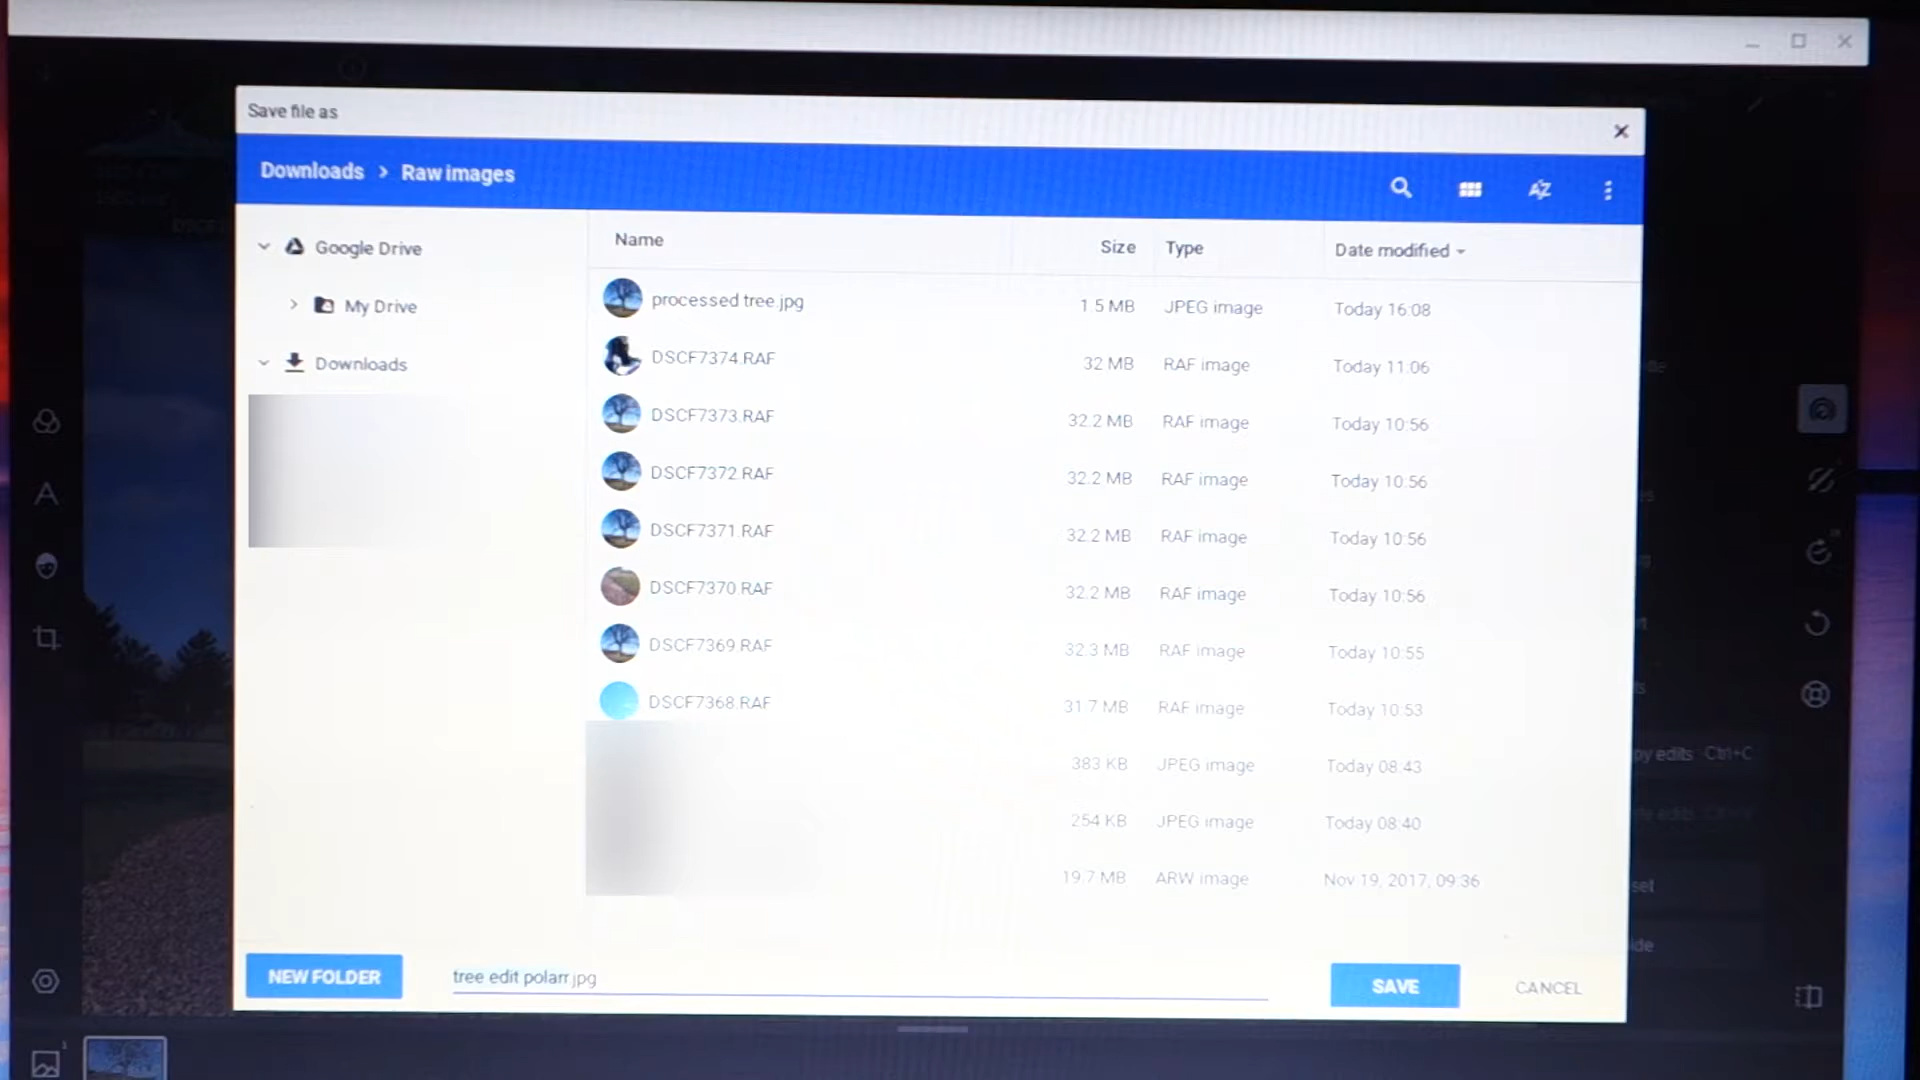 Save file as
Downloads > Raw images
Google Drive
My Drive
Downloads
Name Size Type Date modified
processed tree.jpg 1.5 MB JPEG image Today 16:08
DSCF7374.RAF 32 MB RAF image Today 11:06
DSCF7373.RAF 32.2 MB RAF image Today 10:56
DSCF7372.RAF 32.2 MB RAF image Today 10:56
DSCF7371.RAF 32.2 MB RAF image Today 10:56
DSCF7370.RAF 32.2 MB RAF image Today 10:56
DSCF7369.RAF 32.3 MB RAF image Today 10:55
DSCF7368.RAF 31.7 MB RAF image Today 10:53
383 KB JPEG image Today 08:43
254 KB JPEG image Today 08:40
19.7 MB ARW image Nov 19, 2017, 09:36
edits Ctrl+C
NEW FOLDER
tree edit polarr.jpg
SAVE CANCEL